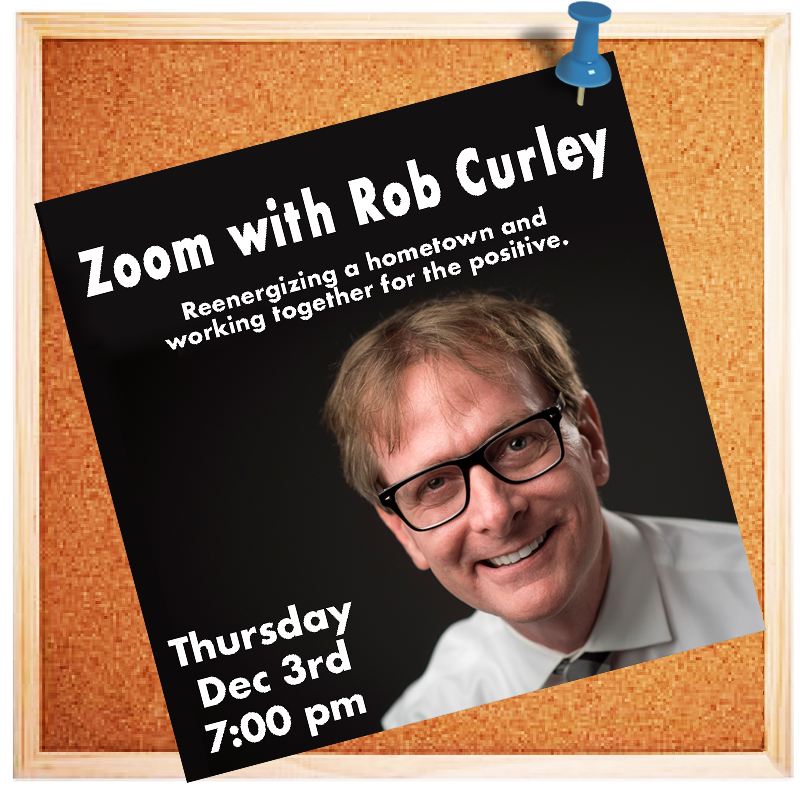 Zoom with Rob Curley
Reenergizing a hometown and
working together for the positive.
Thursday
Dec 3rd
7:00 pm